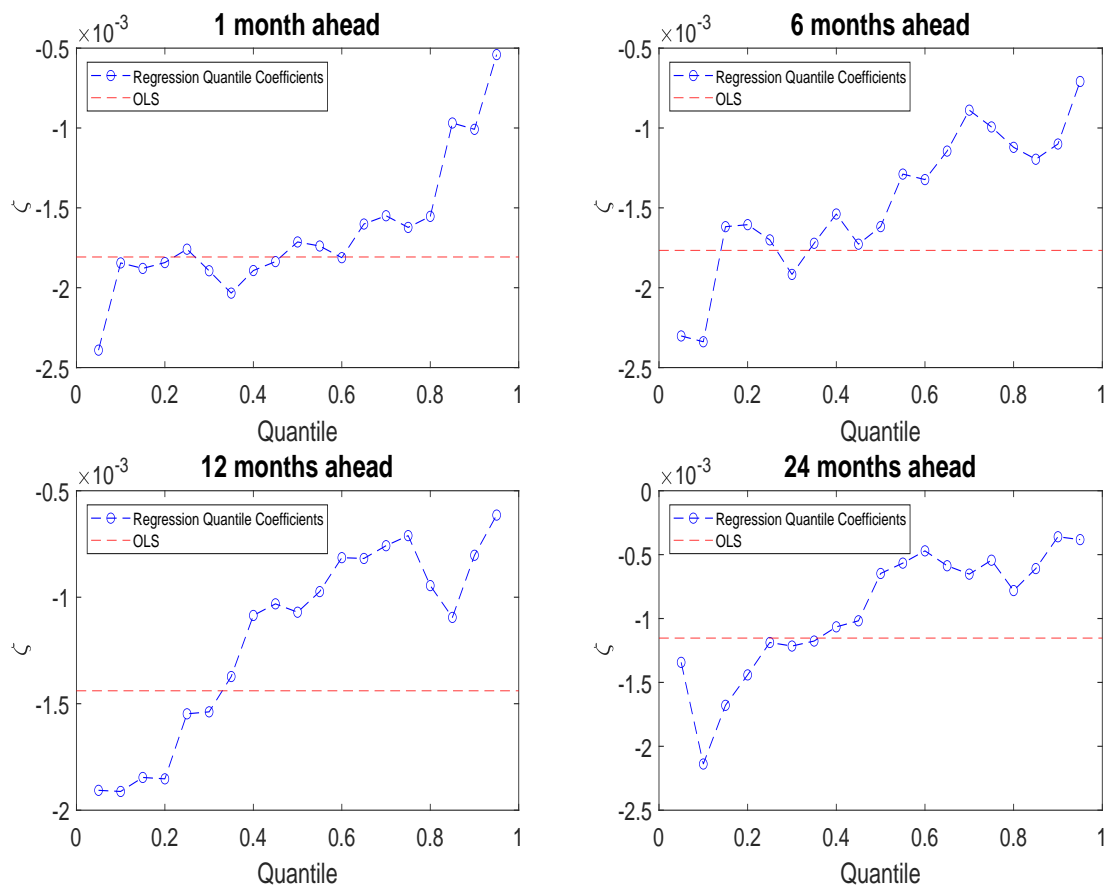 1 month ahead
×10⁻³
-0.5
-1
-1.5
-2
-2.5
ζ
Regression Quantile Coefficients
OLS
0 0.2 0.4 0.6 0.8 1
Quantile
6 months ahead
×10⁻³
-0.5
-1
-1.5
-2
-2.5
ζ
Regression Quantile Coefficients
OLS
0 0.2 0.4 0.6 0.8 1
Quantile
12 months ahead
×10⁻³
-0.5
-1
-1.5
-2
ζ
Regression Quantile Coefficients
OLS
0 0.2 0.4 0.6 0.8 1
Quantile
24 months ahead
×10⁻³
0
-0.5
-1
-1.5
-2
-2.5
ζ
Regression Quantile Coefficients
OLS
0 0.2 0.4 0.6 0.8 1
Quantile